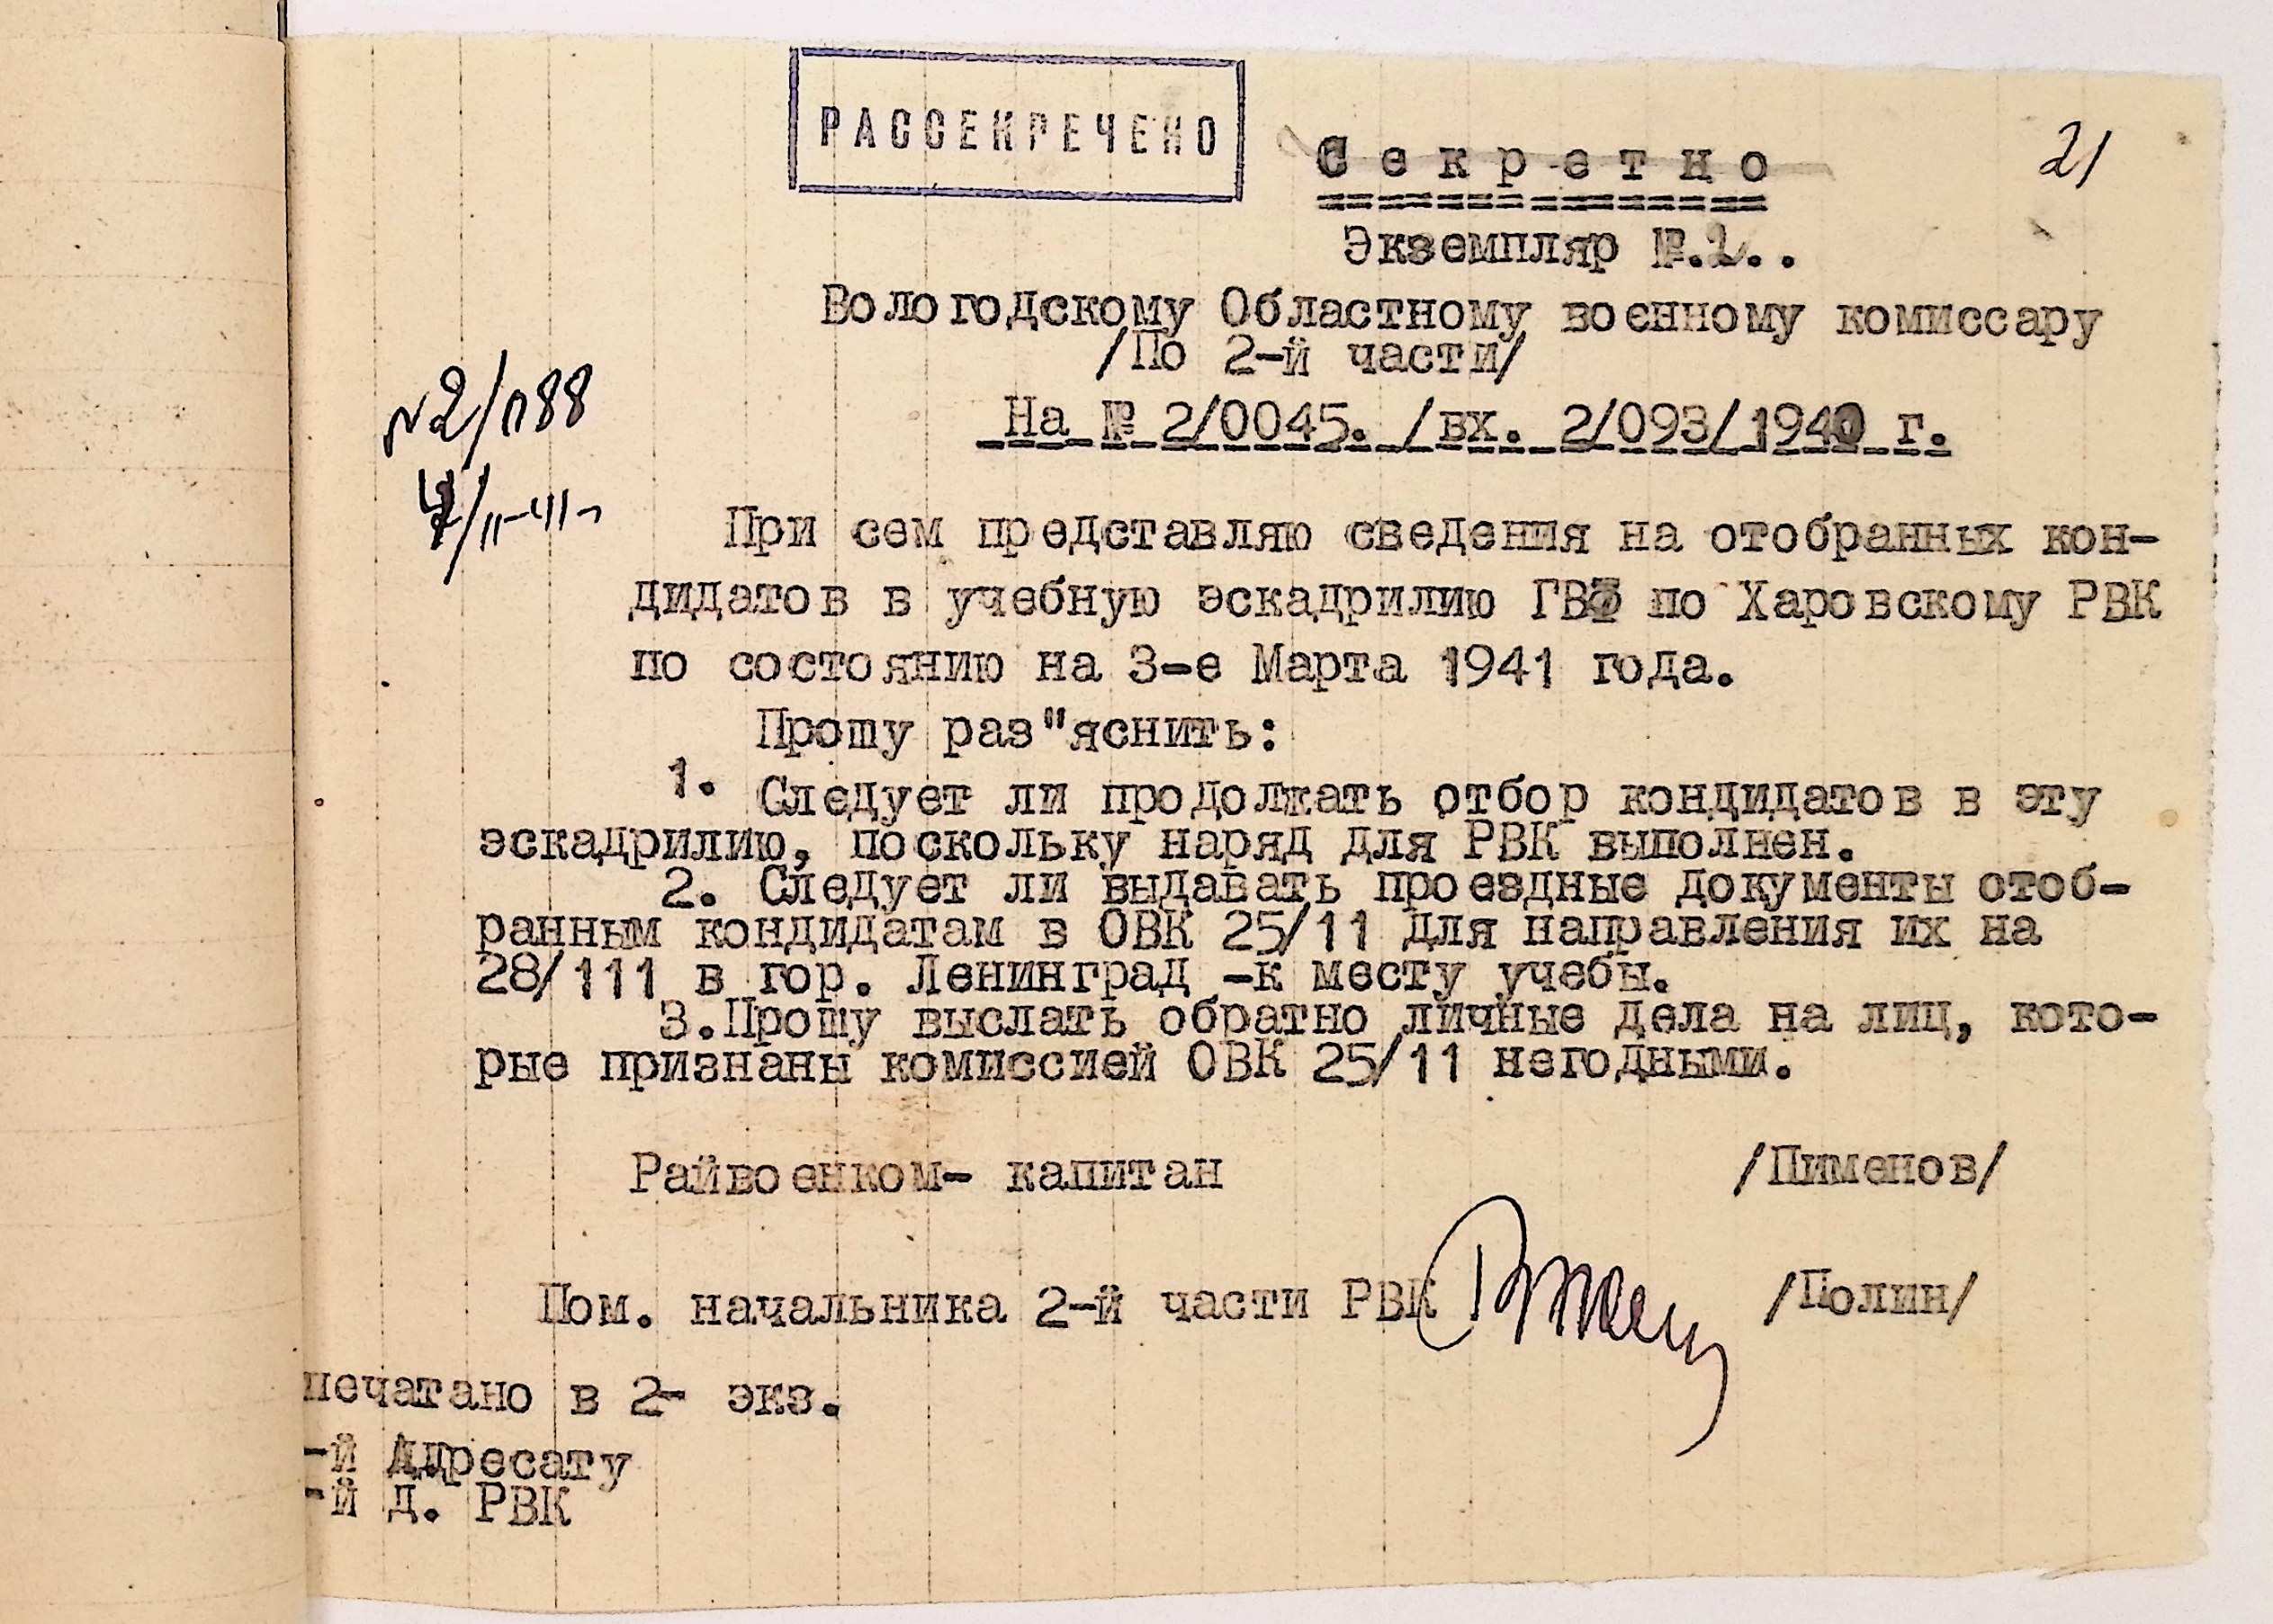 РАССЕКРЕЧЕНО
Секретно
21
Экземпляр №.2..
Вологодскому Областному военному комиссару
/По 2-й части/
№2/п88
На № 2/0045. /вх. 2/093/1940 г.
При сем представляю сведения на отобранных кон-
дидатов в учебную эскадрилию ГВФ по Харовскому РВК
по состоянию на 3-е Марта 1941 года.
Прошу раз"яснить:
1. Следует ли продолжать отбор кондидатов в эту
эскадрилию, поскольку наряд для РВК выполнен.
2. Следует ли выдавать проездные документы отоб-
ранным кондидатам в ОВК 25/11 для направления их на
28/111 в гор. Ленинград -к месту учебы.
3.Прошу выслать обратно личные дела на лиц, кото-
рые признаны комиссией ОВК 25/11 негодными.
Райвоенком- капитан /Пименов/
Пом. начальника 2-й части РВК /Полин/
печатано в 2- экз.
-й Адресату
-й д. РВК